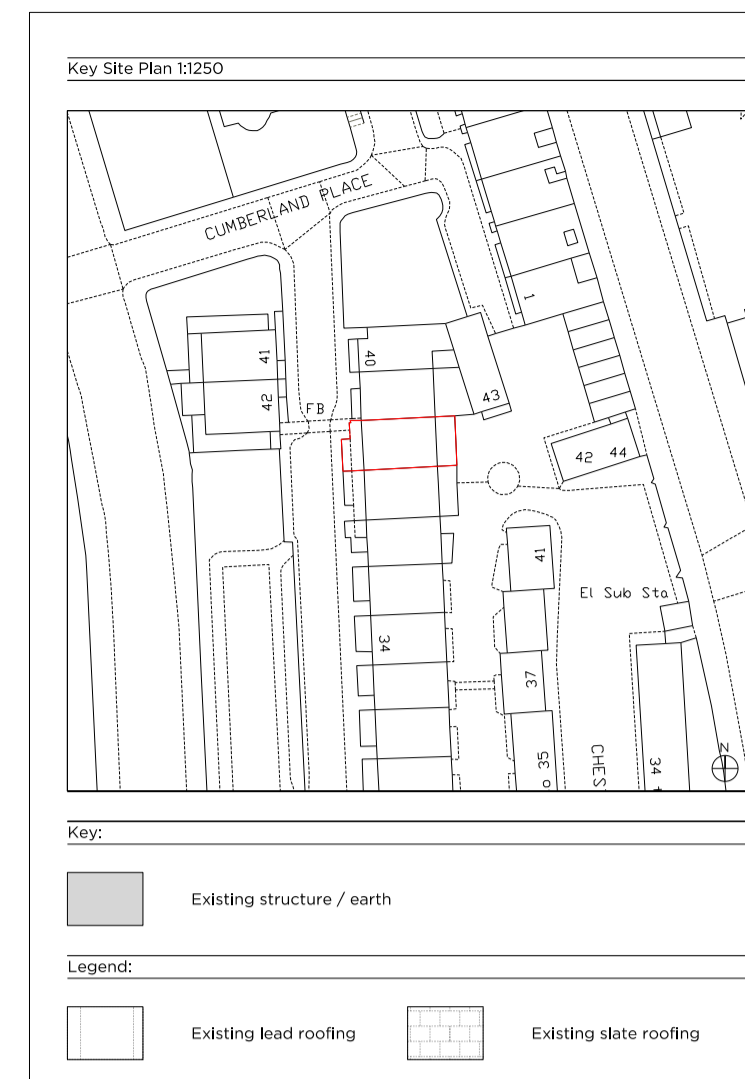 Key Site Plan 1:1250
CUMBERLAND PLACE
1
41
40
42
43
FB
42 44
41
El Sub Sta
34
37
35
CHES
34
N
Key:
Existing structure / earth
Legend:
Existing lead roofing
Existing slate roofing